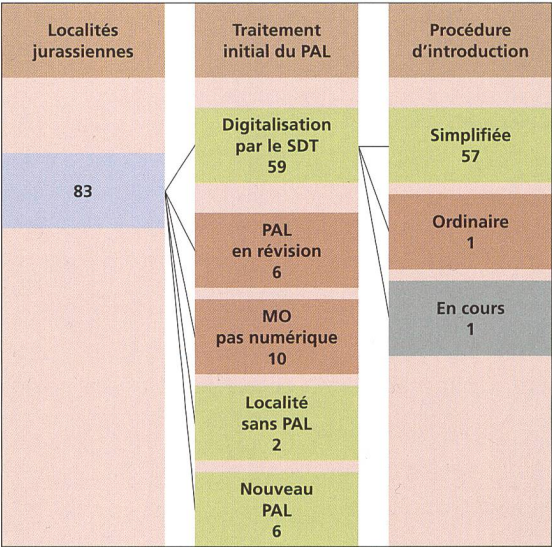 Localités
jurassiennes
83
Traitement
initial du PAL
Digitalisation
par le SDT
59
PAL
en révision
6
MO
pas numérique
10
Localité
sans PAL
2
Nouveau
PAL
6
Procédure
d'introduction
Simplifiée
57
Ordinaire
1
En cours
1